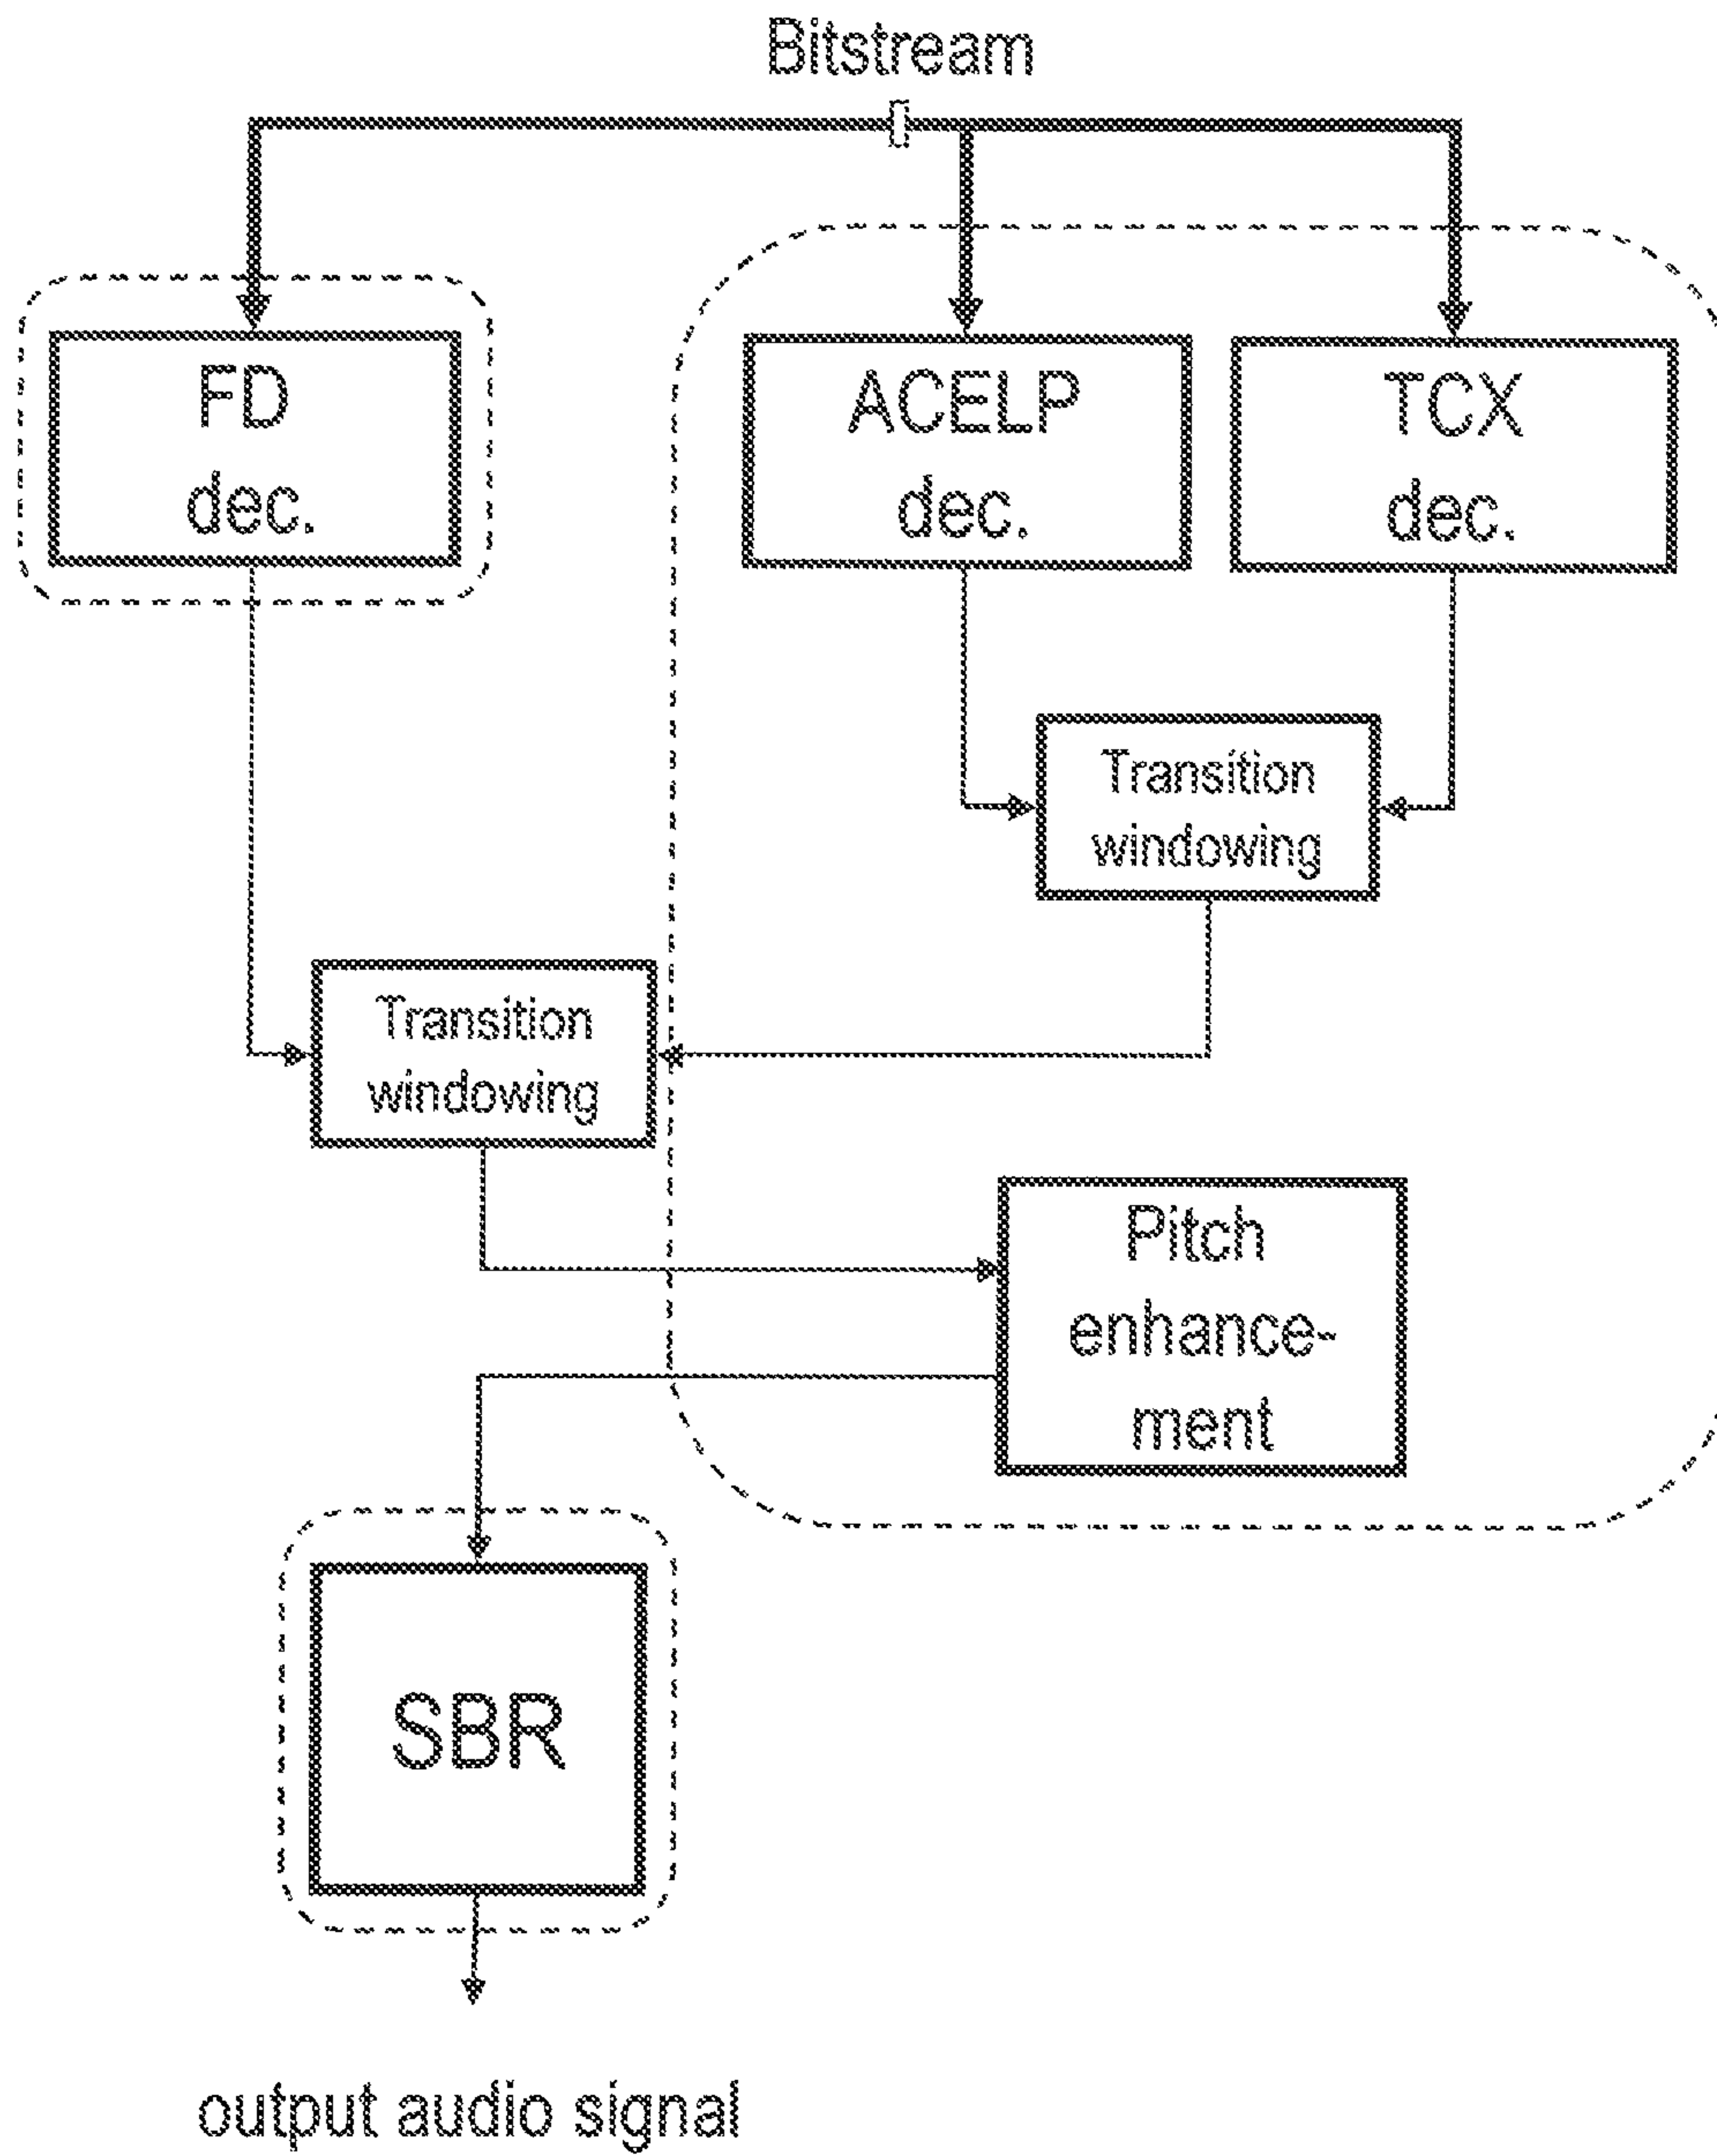 Bitstream
FD
dec.
ACELP
dec.
TCX
dec.
Transition
windowing
Transition
windowing
Pitch
enhance-
ment
SBR
output audio signal